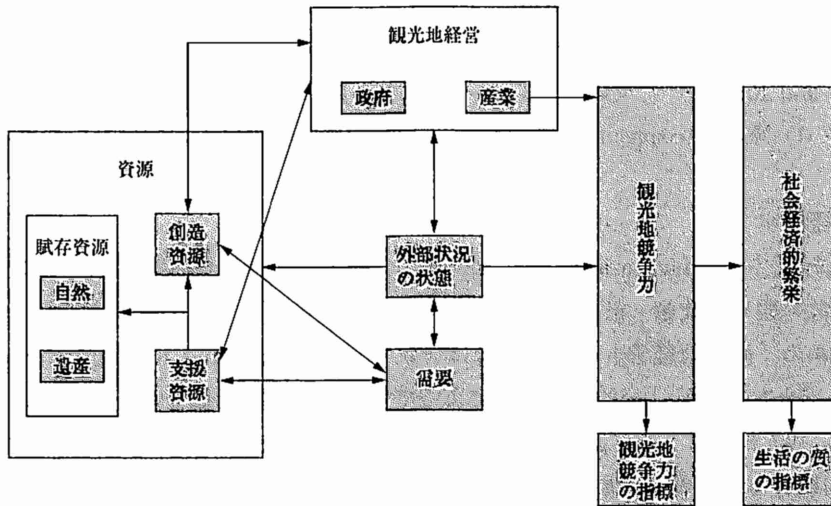 観光地経営
政府
産業
資源
賦存資源
自然
遺産
創造
資源
支援
資源
外部状況
の状態
需要
観光地競争力
社会経済的繁栄
観光地
競争力
の指標
生活の質
の指標